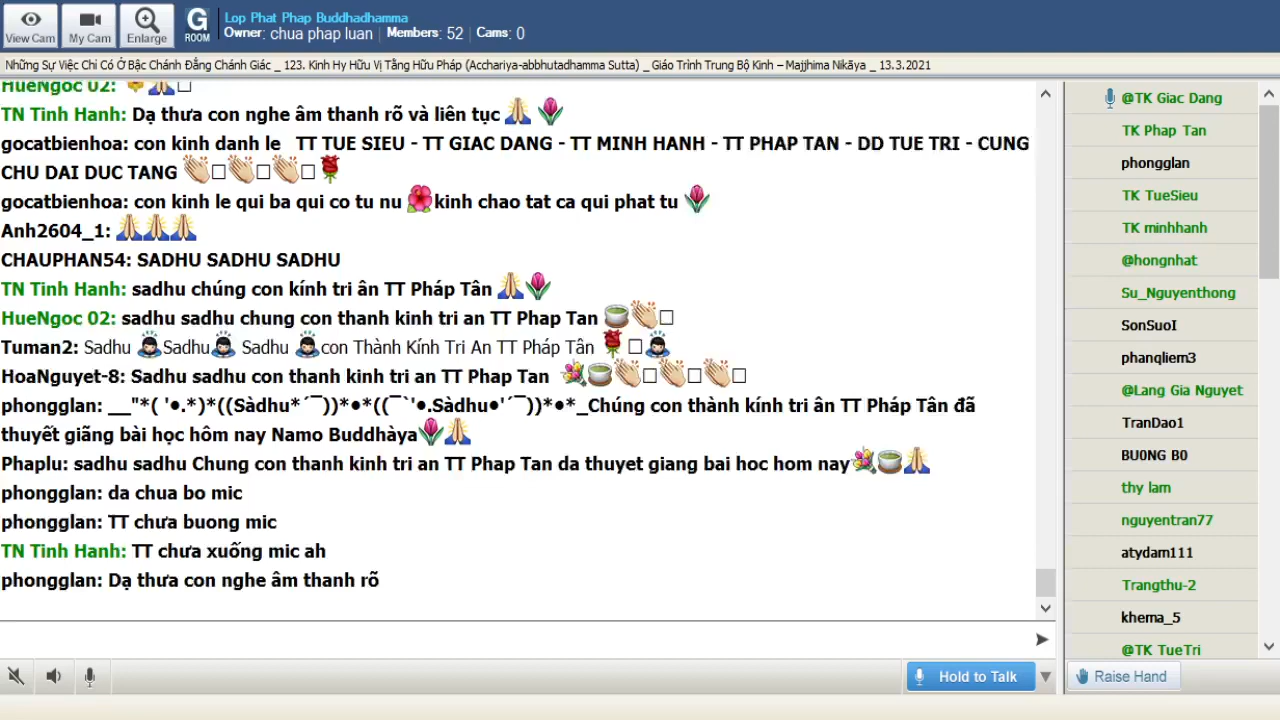 View Cam
My Cam
Enlarge
G
ROOM
Lop Phat Phap Buddhadhamma
Owner: chua phap luan | Members: 52 | Cams: 0
Những Sự Việc Chỉ Có Ở Bậc Chánh Đẳng Chánh Giác _ 123. Kinh Hy Hữu Vị Tằng Hữu Pháp (Acchariya-abbhutadhamma Sutta) _ Giáo Trình Trung Bộ Kinh – Majjhima Nikāya _ 13.3.2021
HueNgoc 02:
TN Tinh Hanh: Dạ thưa con nghe âm thanh rõ và liên tục
gocatbienhoa: con kinh danh le TT TUE SIEU - TT GIAC DANG - TT MINH HANH - TT PHAP TAN - DD TUE TRI - CUNG
CHU DAI DUC TANG
gocatbienhoa: con kinh le qui ba qui co tu nu kinh chao tat ca qui phat tu
Anh2604_1:
CHAUPHAN54: SADHU SADHU SADHU
TN Tinh Hanh: sadhu chúng con kính tri ân TT Pháp Tân
HueNgoc 02: sadhu sadhu chung con thanh kinh tri an TT Phap Tan
Tuman2: Sadhu Sadhu Sadhu con Thành Kính Tri An TT Pháp Tân
HoaNguyet-8: Sadhu sadhu con thanh kinh tri an TT Phap Tan
phongglan: __"*( '•.*)*((Sàdhu*´¯))*•*((¯`'•.Sàdhu•'´¯))*•*_Chúng con thành kính tri ân TT Pháp Tân đã
thuyết giãng bài học hôm nay Namo Buddhàya
Phaplu: sadhu sadhu Chung con thanh kinh tri an TT Phap Tan da thuyet giang bai hoc hom nay
phongglan: da chua bo mic
phongglan: TT chưa buong mic
TN Tinh Hanh: TT chưa xuống mic ah
phongglan: Dạ thưa con nghe âm thanh rõ
@TK Giac Dang
TK Phap Tan
phongglan
TK TueSieu
TK minhhanh
@hongnhat
Su_Nguyenthong
SonSuoI
phanqliem3
@Lang Gia Nguyet
TranDao1
BU0NG B0
thy lam
nguyentran77
atydam111
Trangthu-2
khema_5
@TK TueTri
Hold to Talk
Raise Hand